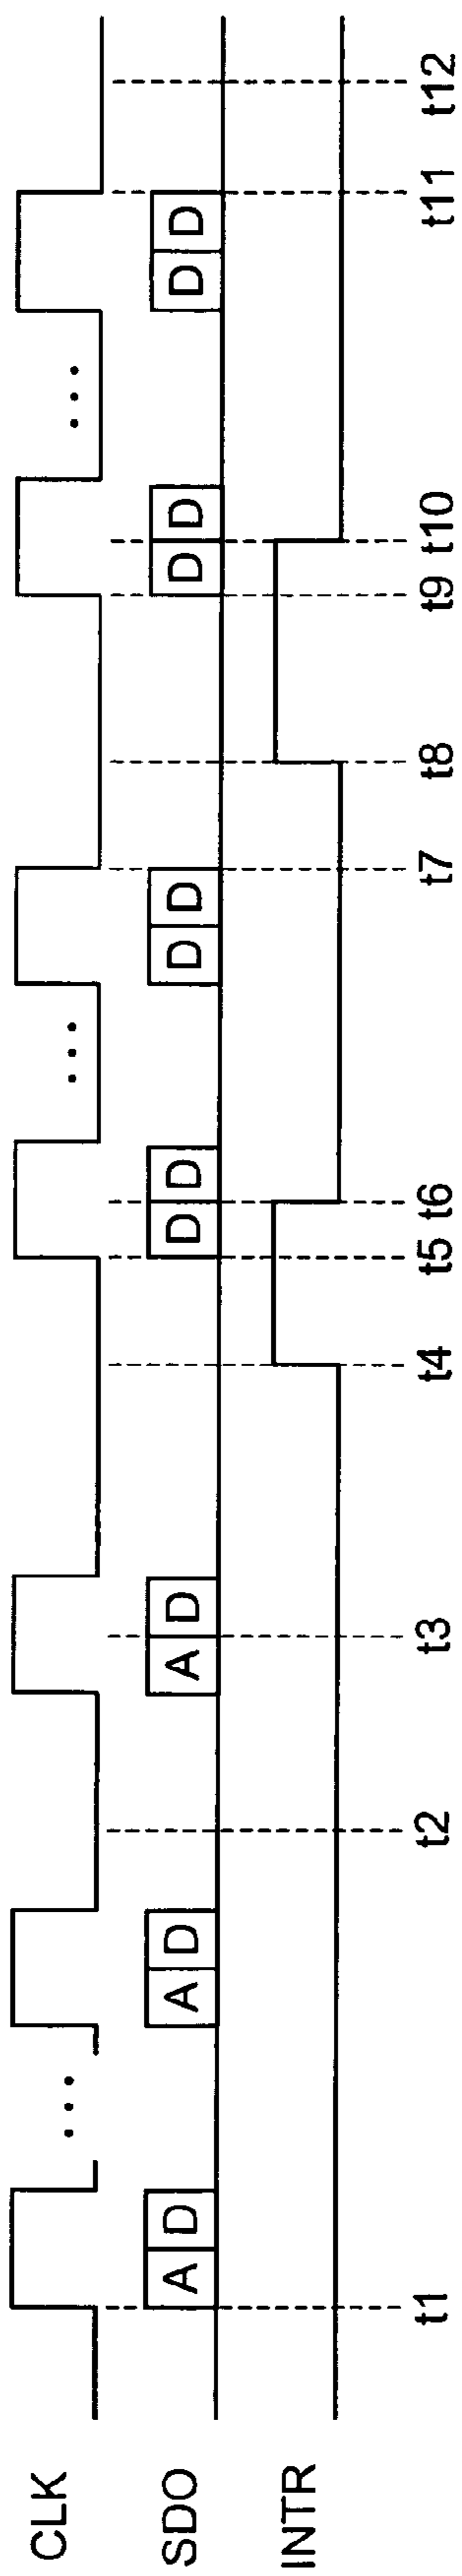 CLK
... ... ...
SDO
A D A D A D D D D D D D D D
INTR
t1 t2 t3 t4 t5 t6 t7 t8 t9 t10 t11 t12